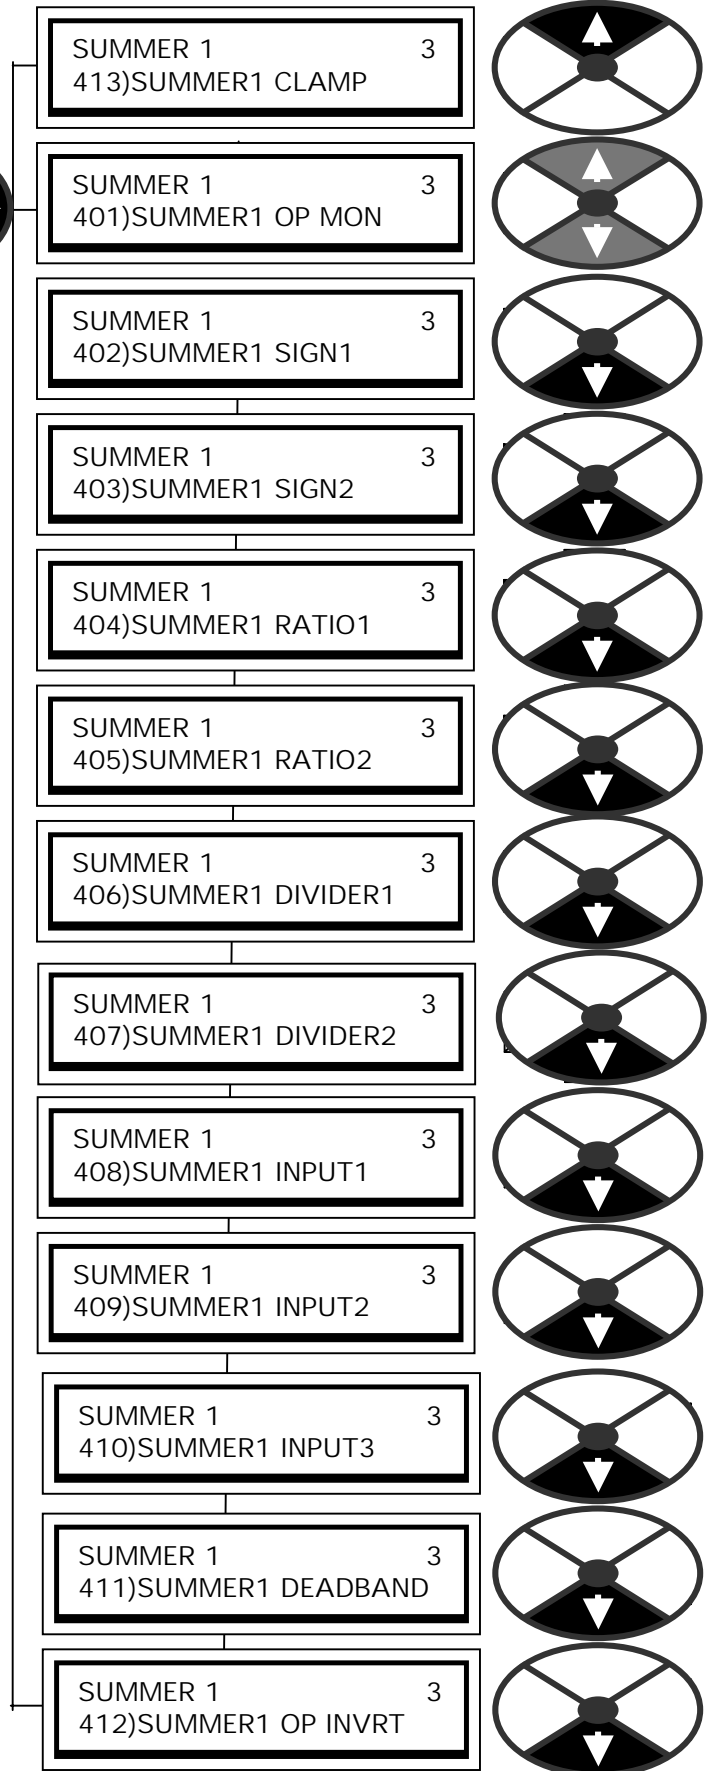 SUMMER 1 3
413)SUMMER1 CLAMP
SUMMER 1 3
401)SUMMER1 OP MON
SUMMER 1 3
402)SUMMER1 SIGN1
SUMMER 1 3
403)SUMMER1 SIGN2
SUMMER 1 3
404)SUMMER1 RATIO1
SUMMER 1 3
405)SUMMER1 RATIO2
SUMMER 1 3
406)SUMMER1 DIVIDER1
SUMMER 1 3
407)SUMMER1 DIVIDER2
SUMMER 1 3
408)SUMMER1 INPUT1
SUMMER 1 3
409)SUMMER1 INPUT2
SUMMER 1 3
410)SUMMER1 INPUT3
SUMMER 1 3
411)SUMMER1 DEADBAND
SUMMER 1 3
412)SUMMER1 OP INVRT